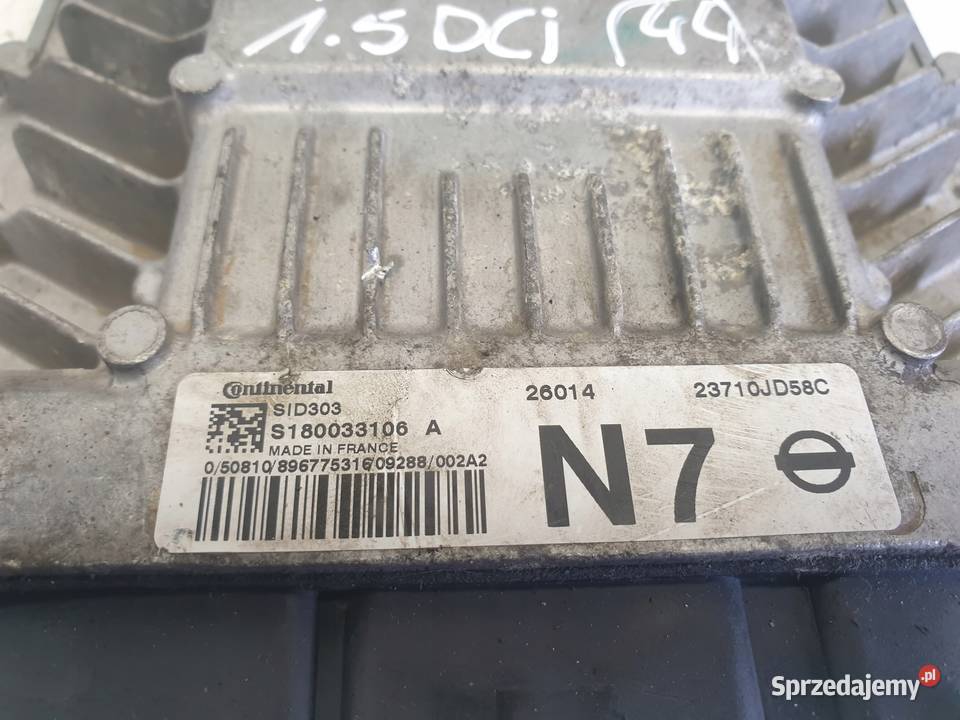 1.5 DCi
Continental
SID303
S180033106 A
MADE IN FRANCE
0/50810/896775316/09288/002A2
26014
23710JD58C
N7
Sprzedajemy.pl